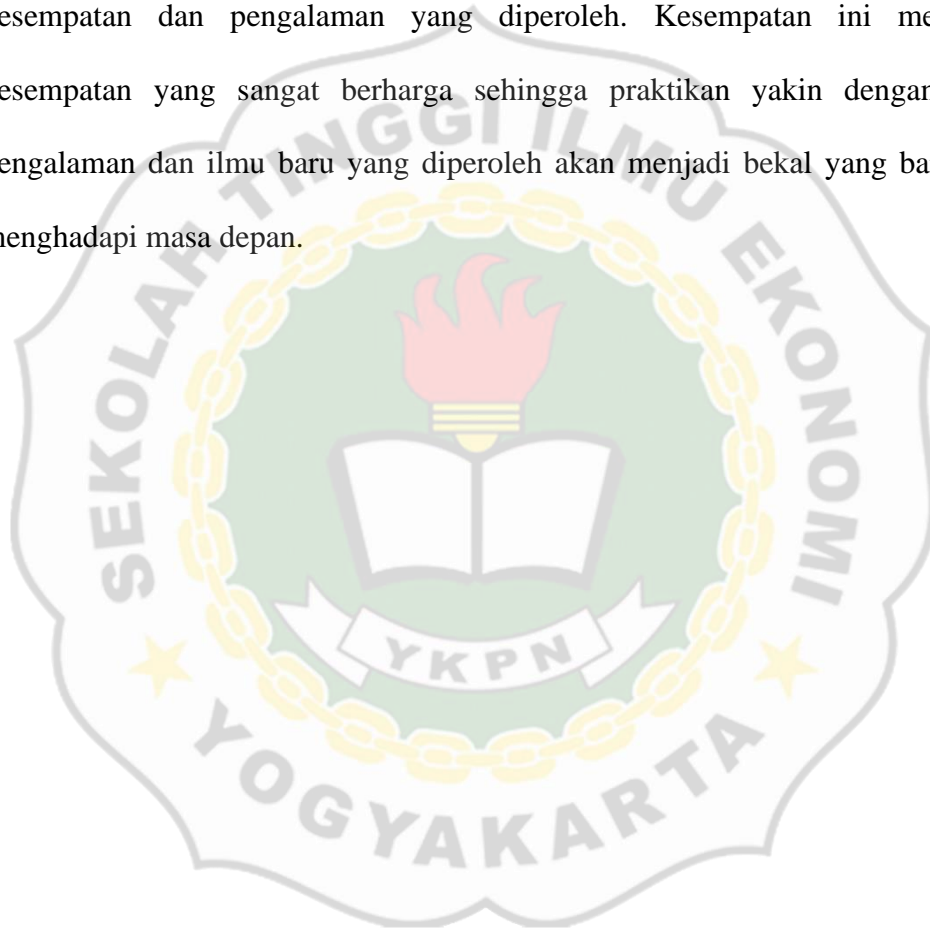 esempatan dan pengalaman yang diperoleh. Kesempatan ini me
esempatan yang sangat berharga sehingga praktikan yakin dengan
engalaman dan ilmu baru yang diperoleh akan menjadi bekal yang ba
menghadapi masa depan.
SEKOLAH TINGGI ILMU EKONOMI
YKPN
YOGYAKARTA